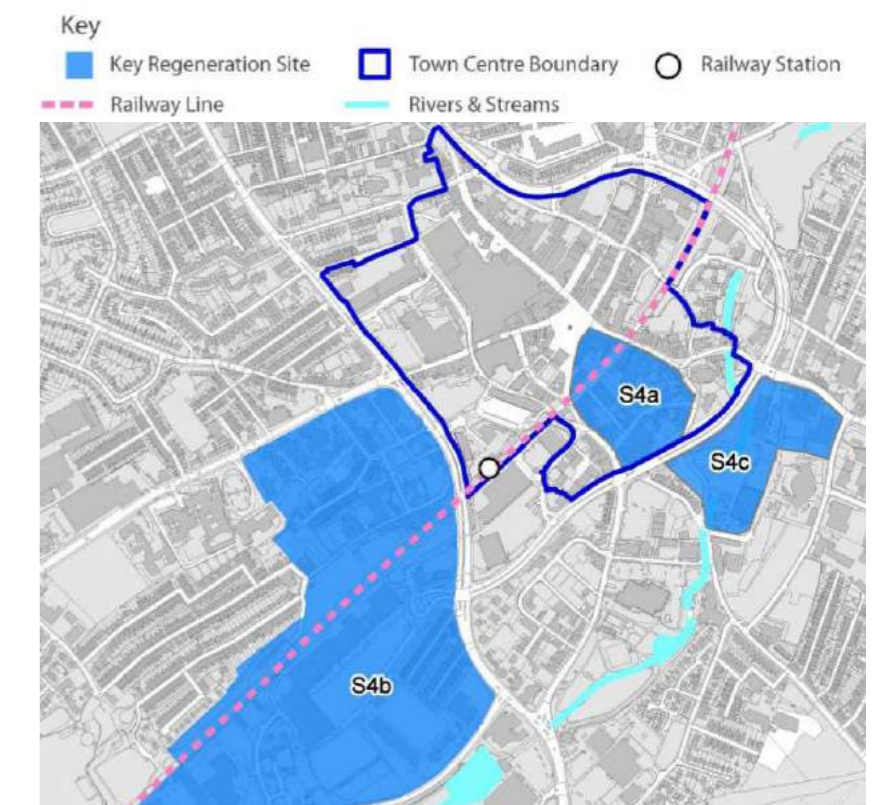 Key
Key Regeneration Site Town Centre Boundary Railway Station
Railway Line Rivers & Streams
S4a
S4c
S4b